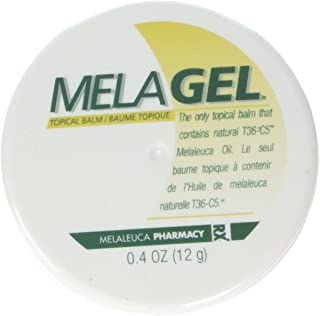 MELAGEL™
TOPICAL BALM / BAUME TOPIQUE
The only topical balm that
contains natural T36-C5™
Melaleuca Oil. Le seul
baume topique à contenir
de l'Huile de melaleuca
naturelle T36-C5.™
MELALEUCA PHARMACY RX
0.4 OZ (12 g)